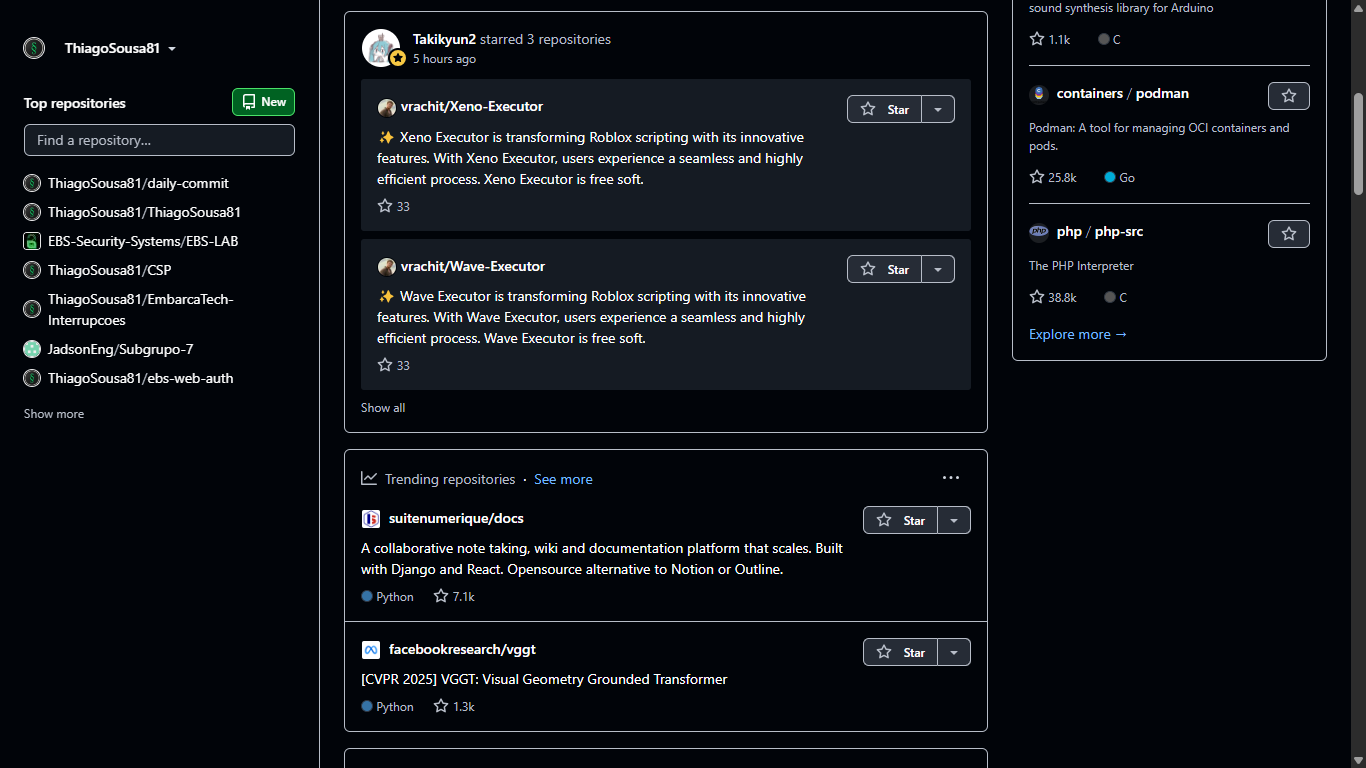 ThiagoSousa81
Top repositories
New
Find a repository...
ThiagoSousa81/daily-commit
ThiagoSousa81/ThiagoSousa81
EBS-Security-Systems/EBS-LAB
ThiagoSousa81/CSP
ThiagoSousa81/EmbarcaTech-
Interrupcoes
JadsonEng/Subgrupo-7
ThiagoSousa81/ebs-web-auth
Show more
Takikyun2 starred 3 repositories
5 hours ago
vrachit/Xeno-Executor
Star
✨ Xeno Executor is transforming Roblox scripting with its innovative
features. With Xeno Executor, users experience a seamless and highly
efficient process. Xeno Executor is free soft.
33
vrachit/Wave-Executor
Star
✨ Wave Executor is transforming Roblox scripting with its innovative
features. With Wave Executor, users experience a seamless and highly
efficient process. Wave Executor is free soft.
33
Show all
Trending repositories · See more
suitenumerique/docs
Star
A collaborative note taking, wiki and documentation platform that scales. Built
with Django and React. Opensource alternative to Notion or Outline.
Python 7.1k
facebookresearch/vggt
Star
[CVPR 2025] VGGT: Visual Geometry Grounded Transformer
Python 1.3k
sound synthesis library for Arduino
1.1k C
containers / podman
Podman: A tool for managing OCI containers and
pods.
25.8k Go
php
php / php-src
The PHP Interpreter
38.8k C
Explore more →